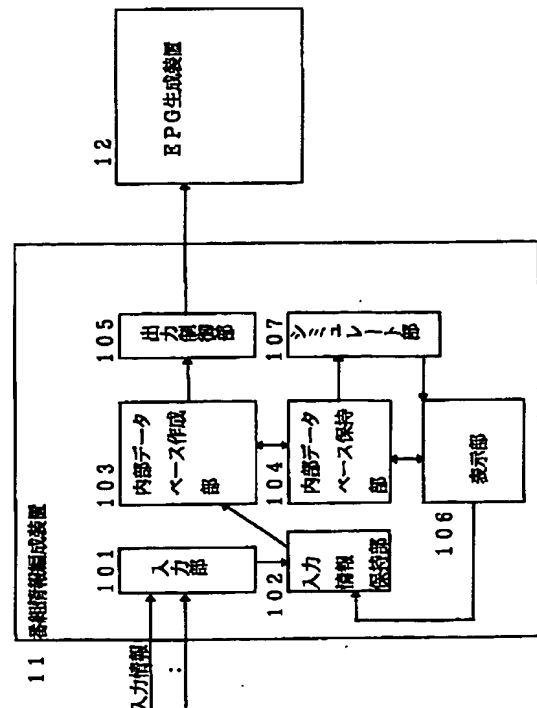 11 番組情報編成装置
入力情報
:
101
入力
部
102
入力
情報
保持部
103
内部データ
ベース作成
部
104
内部データ
ベース保持
部
105
出力制御部
106
表示部
107
シミュレート部
12
EPG生成装置